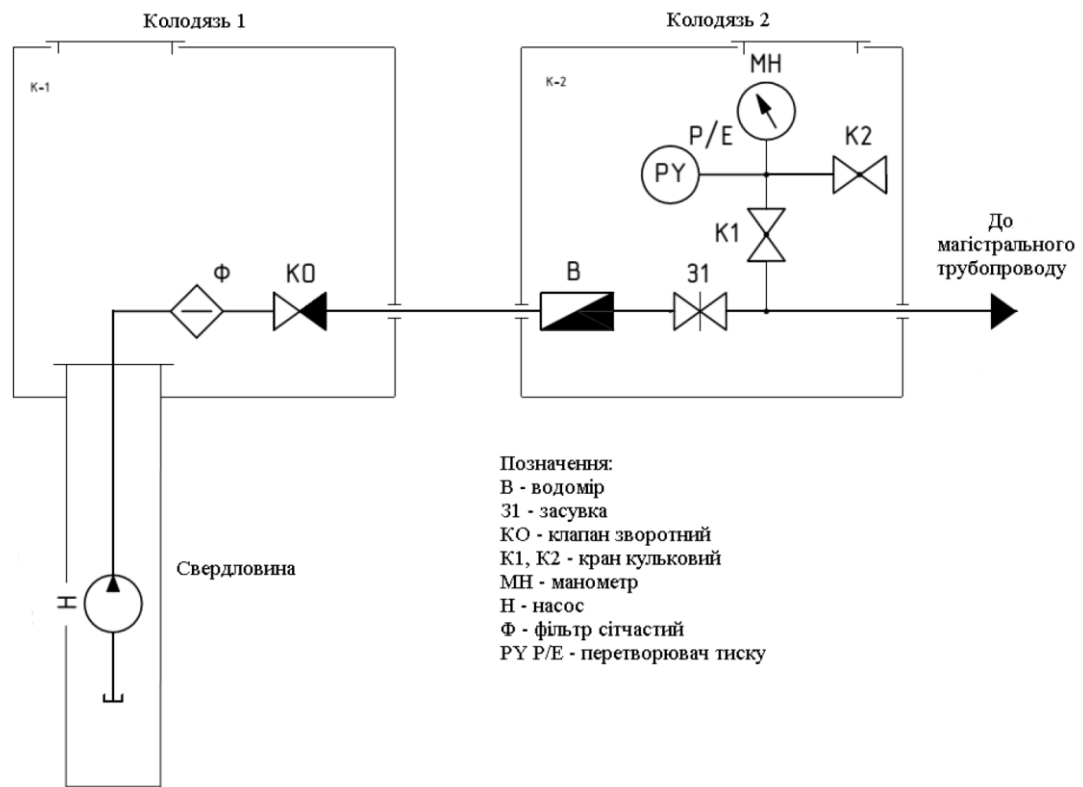 Колодязь 1
Колодязь 2
К-1
К-2
МН
P/E
К2
PY
К1
До
магістрального
трубопроводу
Ф
КО
В
З1
Позначення:
В - водомір
З1 - засувка
КО - клапан зворотний
К1, К2 - кран кульковий
МН - манометр
Н - насос
Ф - фільтр сітчастий
PY P/E - перетворювач тиску
Свердловина
Н